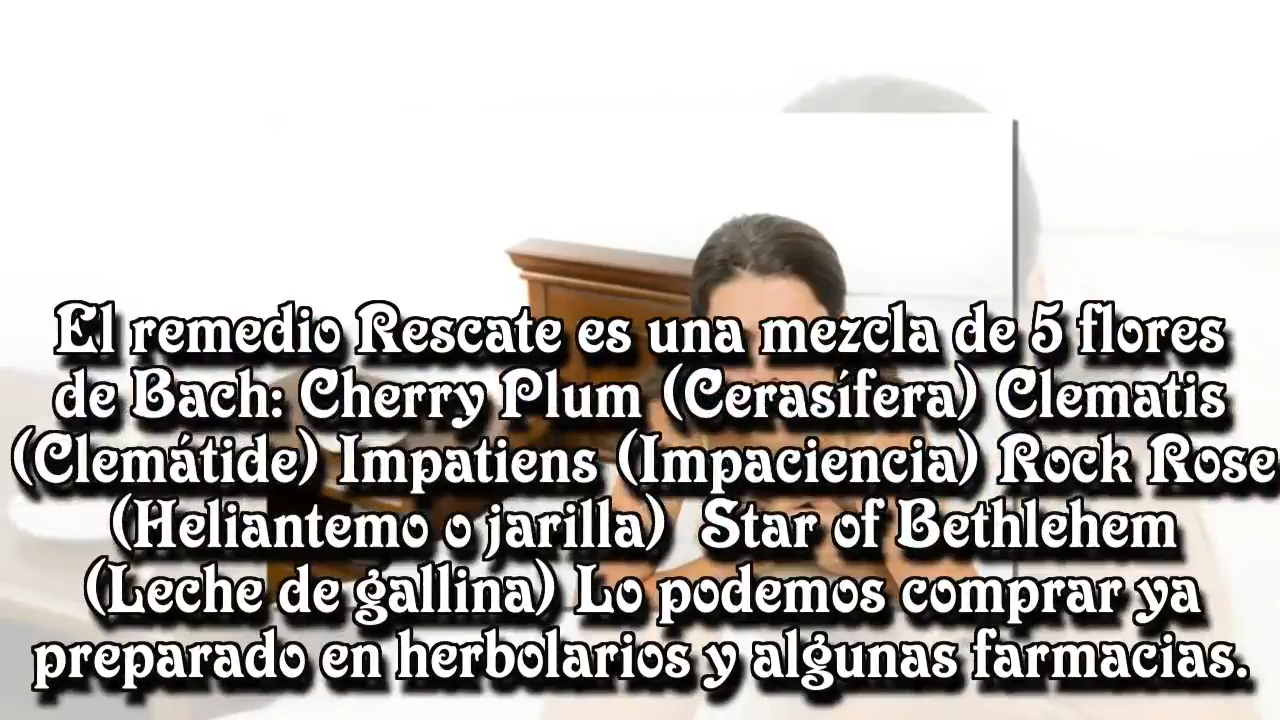 El remedio Rescate es una mezcla de 5 flores
de Bach: Cherry Plum (Cerasífera) Clematis
(Clemátide) Impatiens (Impaciencia) Rock Rose
(Heliantemo o jarilla) Star of Bethlehem
(Leche de gallina) Lo podemos comprar ya
preparado en herbolarios y algunas farmacias.